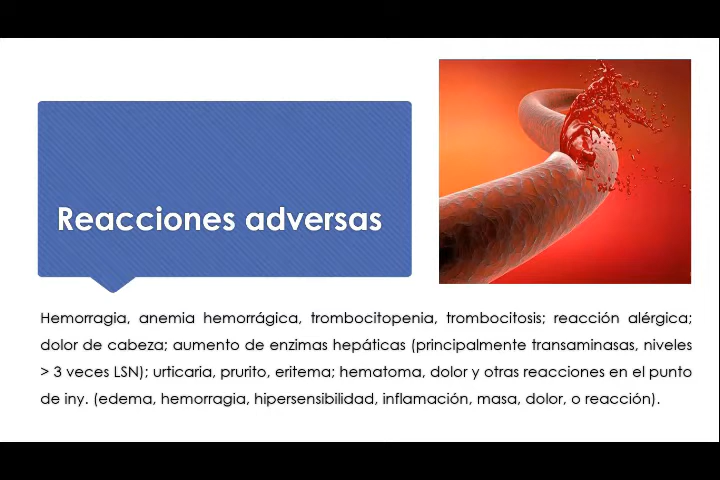 Reacciones adversas
Hemorragia, anemia hemorrágica, trombocitopenia, trombocitosis; reacción alérgica;
dolor de cabeza; aumento de enzimas hepáticas (principalmente transaminasas, niveles
> 3 veces LSN); urticaria, prurito, eritema; hematoma, dolor y otras reacciones en el punto
de iny. (edema, hemorragia, hipersensibilidad, inflamación, masa, dolor, o reacción).